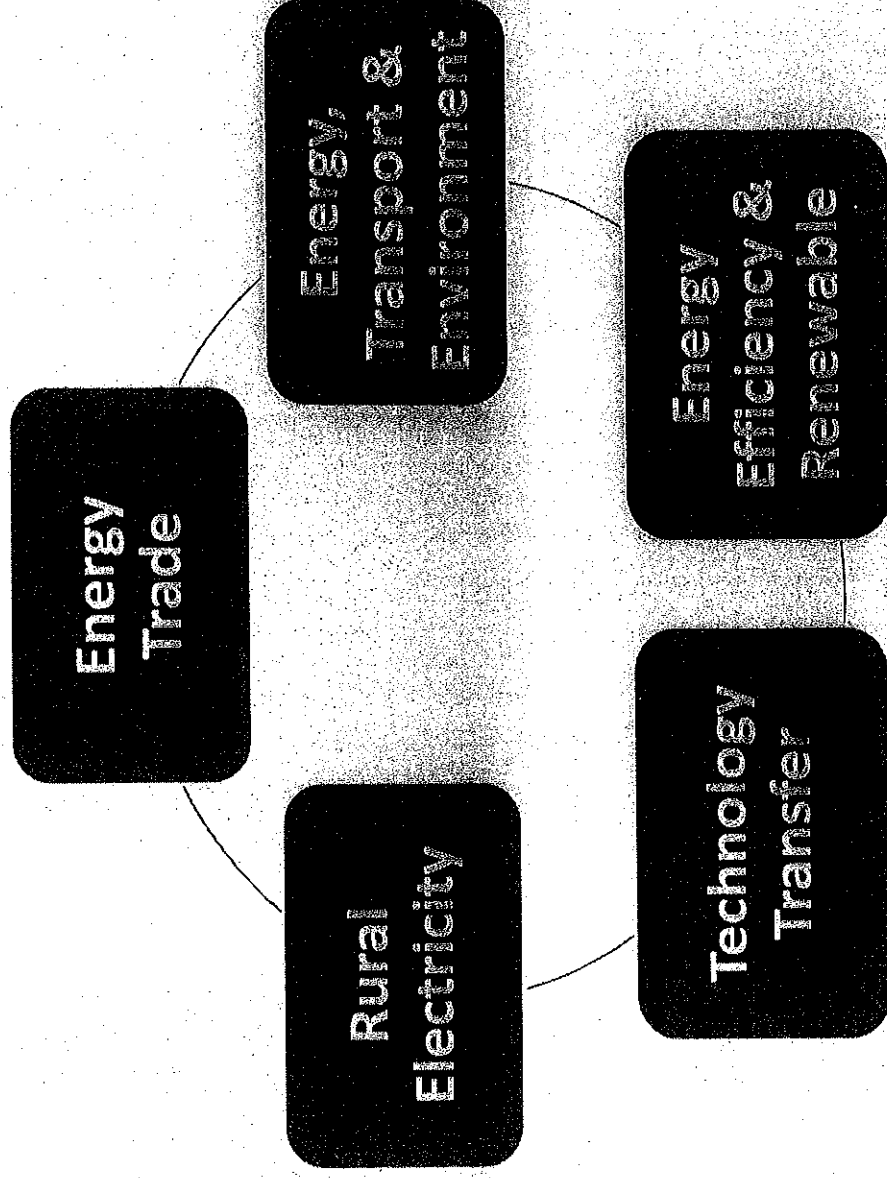 Energy
Trade
Energy,
Transport &
Environment
Energy
Efficiency &
Renewable
Technology
Transfer
Rural
Electricity